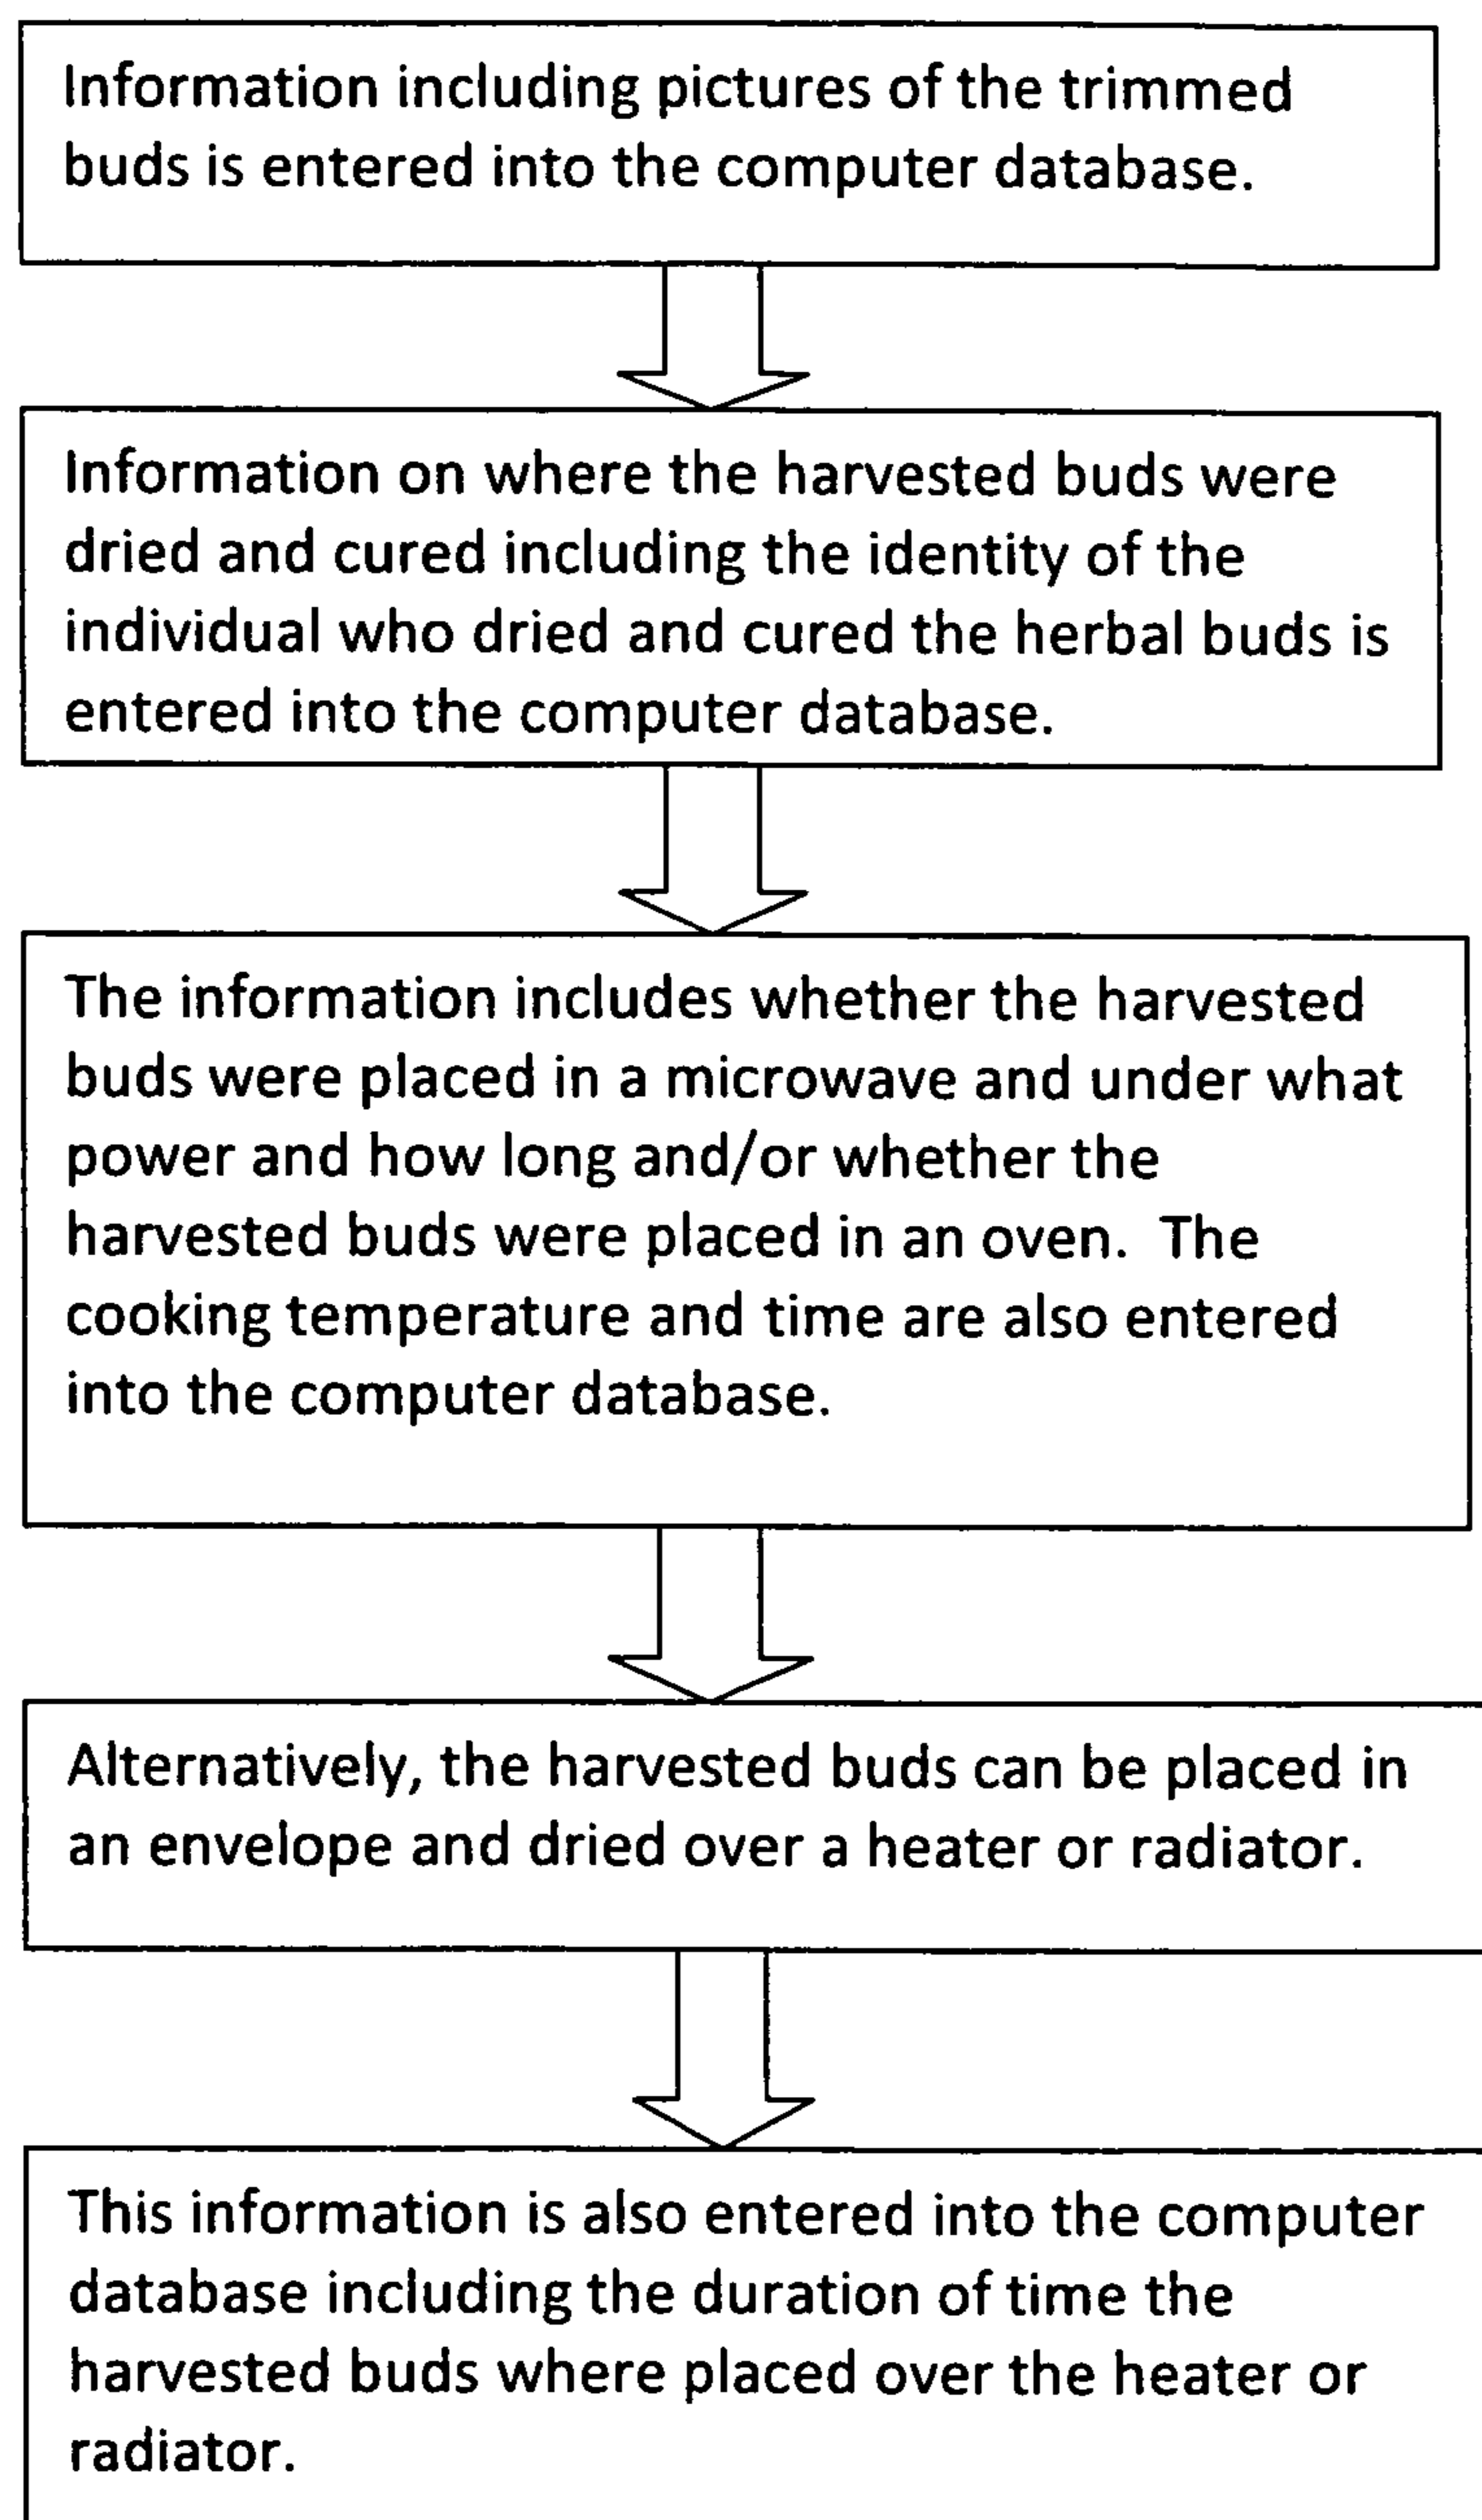 Information including pictures of the trimmed
buds is entered into the computer database.
Information on where the harvested buds were
dried and cured including the identity of the
individual who dried and cured the herbal buds is
entered into the computer database.
The information includes whether the harvested
buds were placed in a microwave and under what
power and how long and/or whether the
harvested buds were placed in an oven.  The
cooking temperature and time are also entered
into the computer database.
Alternatively, the harvested buds can be placed in
an envelope and dried over a heater or radiator.
This information is also entered into the computer
database including the duration of time the
harvested buds where placed over the heater or
radiator.